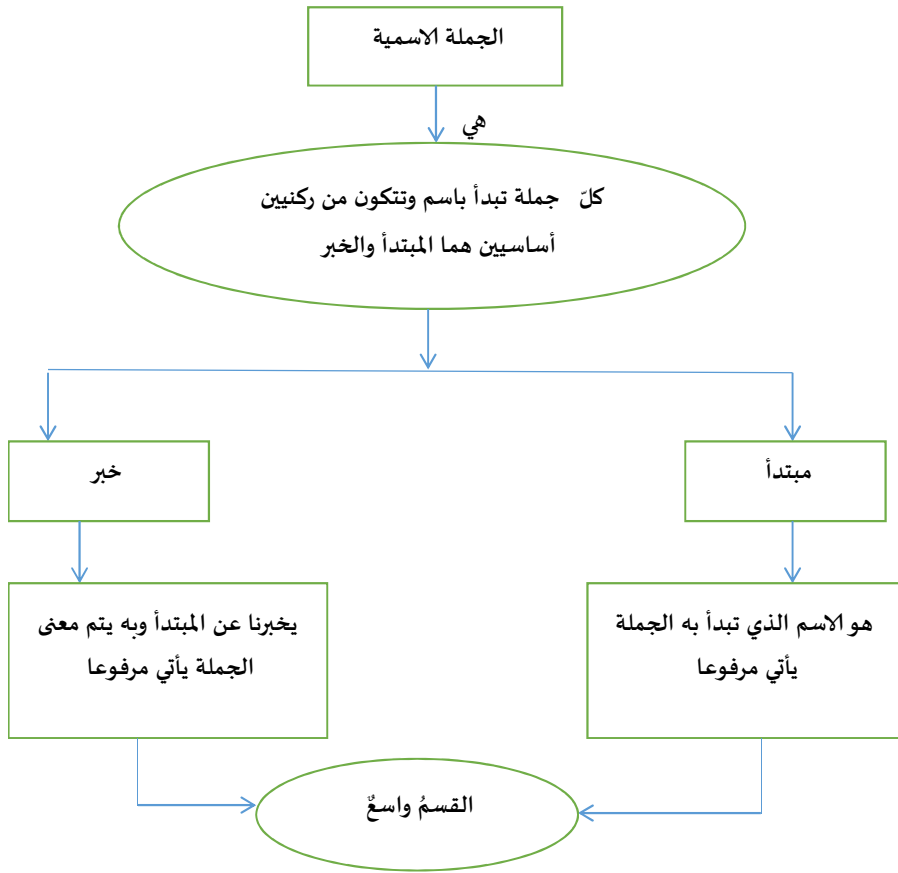 الجملة الاسمية
هي
كلّ جملة تبدأ باسم وتتكون من ركنيين
أساسيين هما المبتدأ والخبر
مبتدأ
خبر
هو الاسم الذي تبدأ به الجملة
يأتي مرفوعا
يخبرنا عن المبتدأ وبه يتم معنى
الجملة يأتي مرفوعا
القسمُ واسعٌ